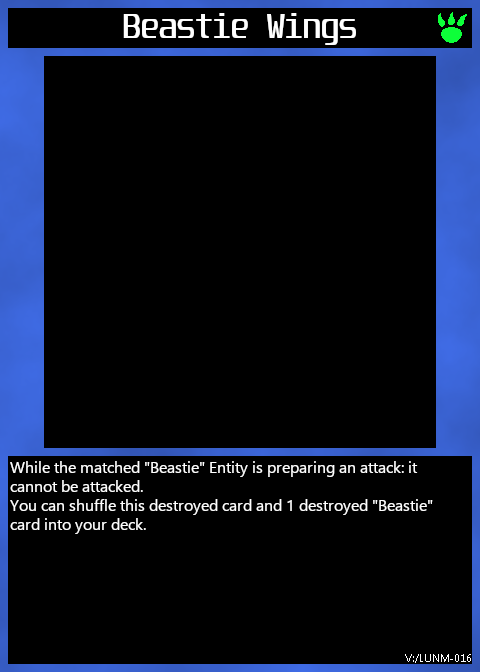 Beastie Wings
While the matched "Beastie" Entity is preparing an attack: it
cannot be attacked.
You can shuffle this destroyed card and 1 destroyed "Beastie"
card into your deck.
V:/LUNM-016